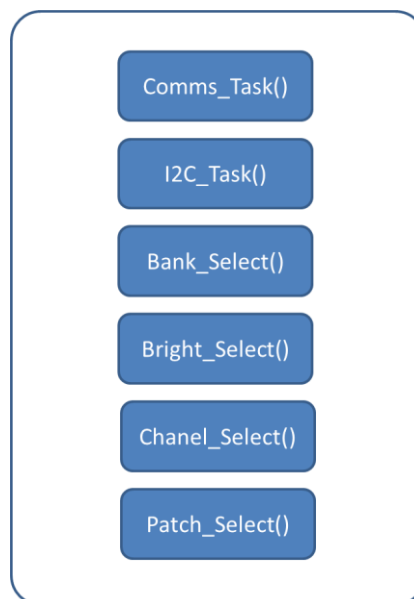 Comms_Task()
I2C_Task()
Bank_Select()
Bright_Select()
Chanel_Select()
Patch_Select()